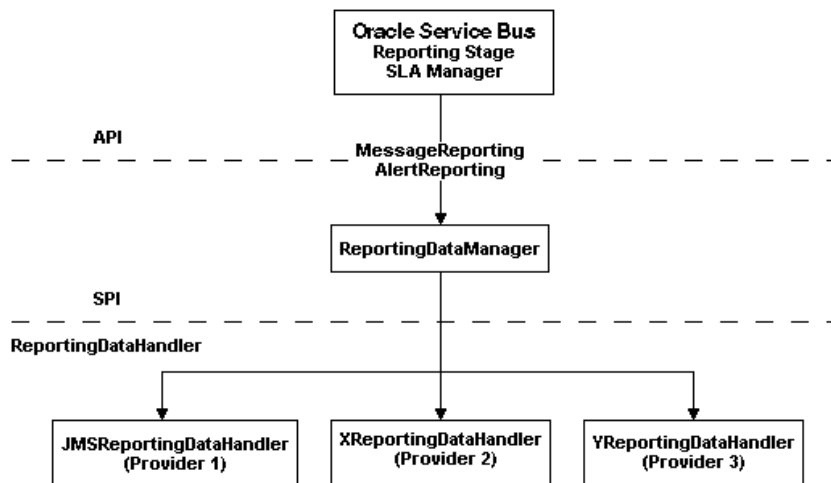 Oracle Service Bus
Reporting Stage
SLA Manager
API
MessageReporting
AlertReporting
ReportingDataManager
SPI
ReportingDataHandler
JMSReportingDataHandler
(Provider 1)
XReportingDataHandler
(Provider 2)
YReportingDataHandler
(Provider 3)